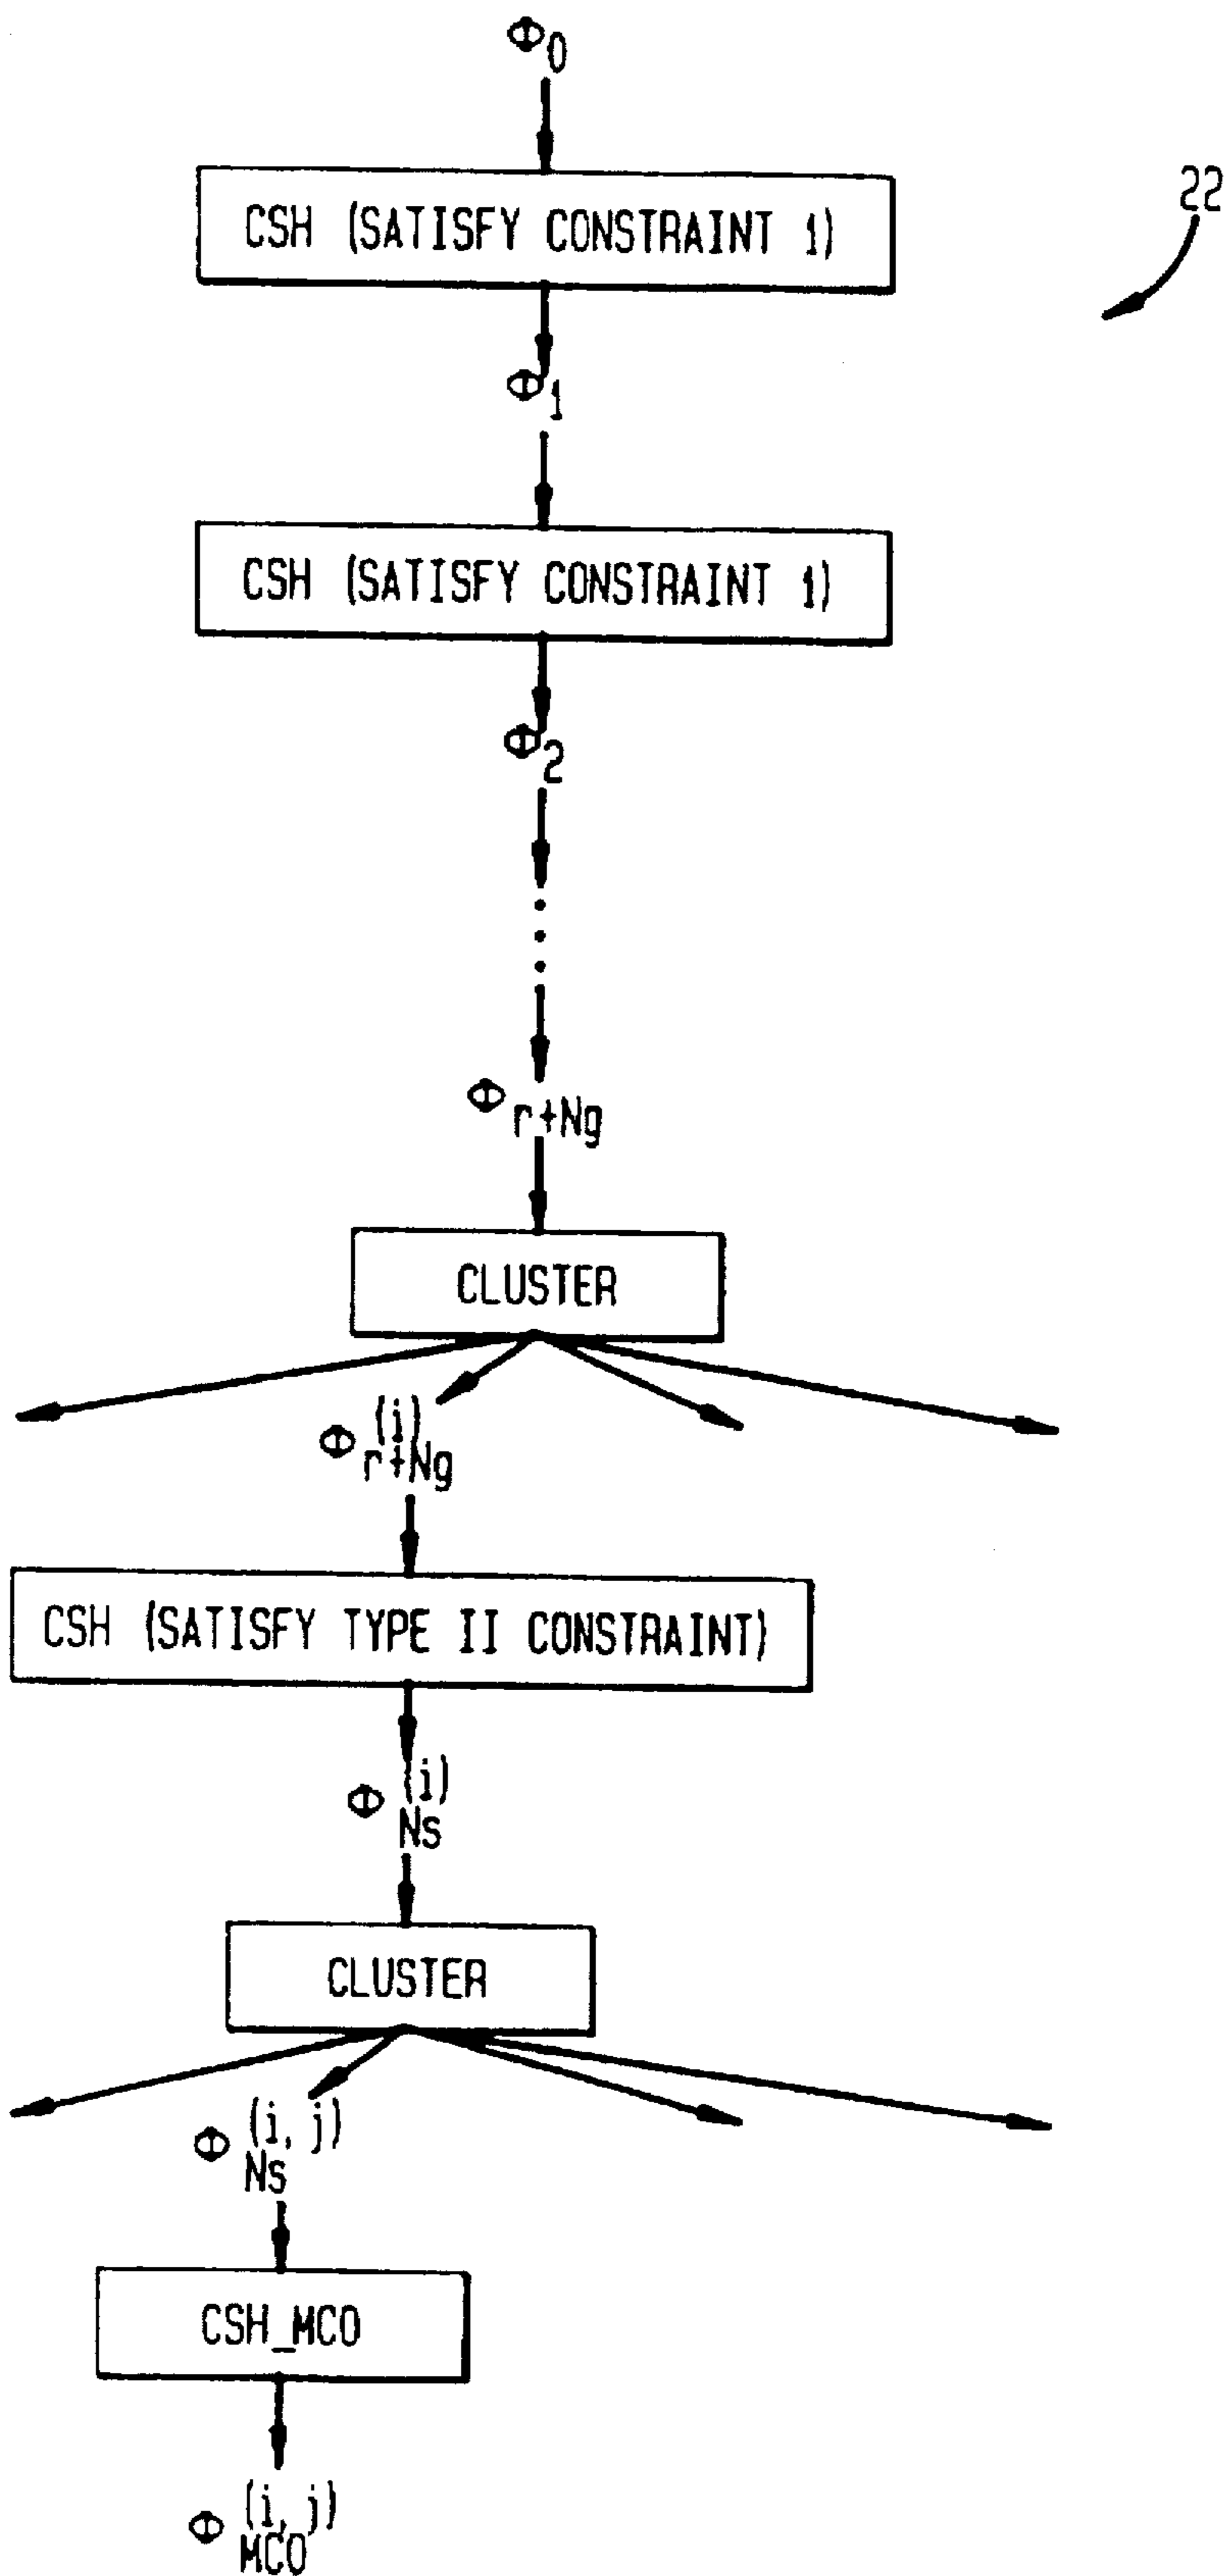 Φ0
22
CSH (SATISFY CONSTRAINT 1)
Φ1
CSH (SATISFY CONSTRAINT 1)
Φ2
Φr+Ng
CLUSTER
Φ(i)r+Ng
CSH (SATISFY TYPE II CONSTRAINT)
Φ(i)Ns
CLUSTER
Φ(i, j)Ns
CSH_MCO
Φ(i, j)MCO